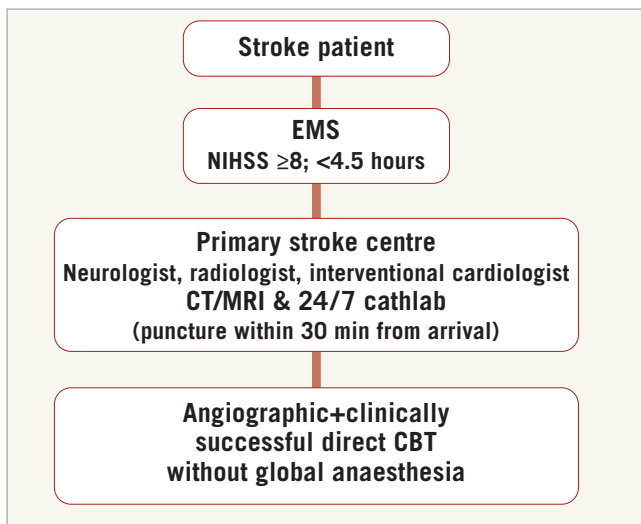 Stroke patient
EMS
NIHSS ≥8; <4.5 hours
Primary stroke centre
Neurologist, radiologist, interventional cardiologist
CT/MRI & 24/7 cathlab
(puncture within 30 min from arrival)
Angiographic+clinically
successful direct CBT
without global anaesthesia